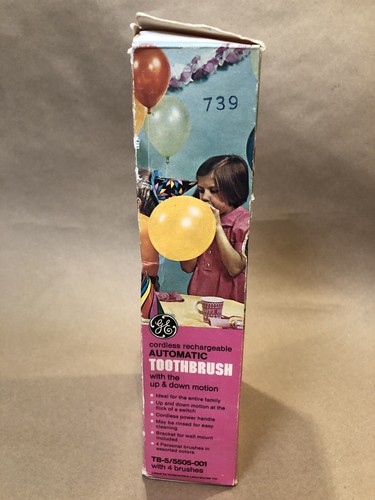 739
GE
cordless rechargeable
AUTOMATIC
TOOTHBRUSH
with the
up & down motion
Ideal for the entire family
Up and down motion at the
flick of a switch
Cordless power handle
May be rinsed for easy
cleaning
Bracket for wall mount
included
4 Personal brushes in
assorted colors.
TB-5/5505-001
with 4 brushes